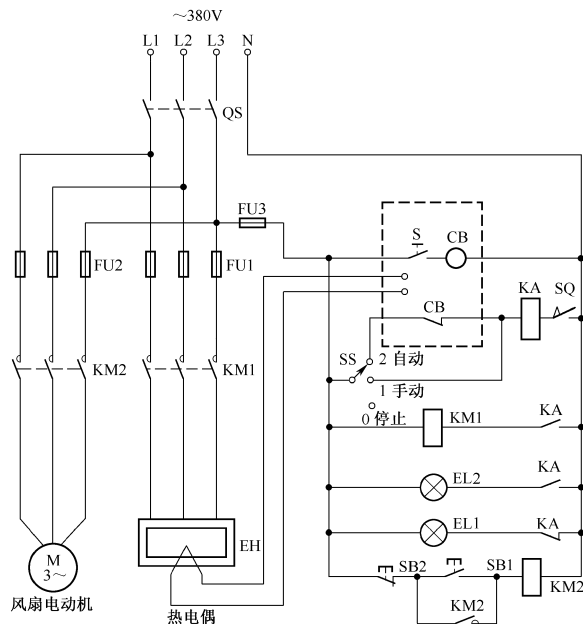 ～380V
L1 L2 L3 N
QS
FU3
S CB
FU2 FU1
KA SQ
CB
SS 2 自动
KM2 KM1
1 手动
0 停止
KM1 KA
EL2 KA
EL1 KA
EH
M
3～
SB2 SB1
KM2
KM2
风扇电动机
热电偶